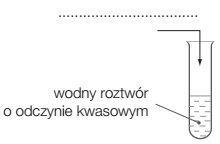 ....................................
wodny roztwór
o odczynie kwasowym